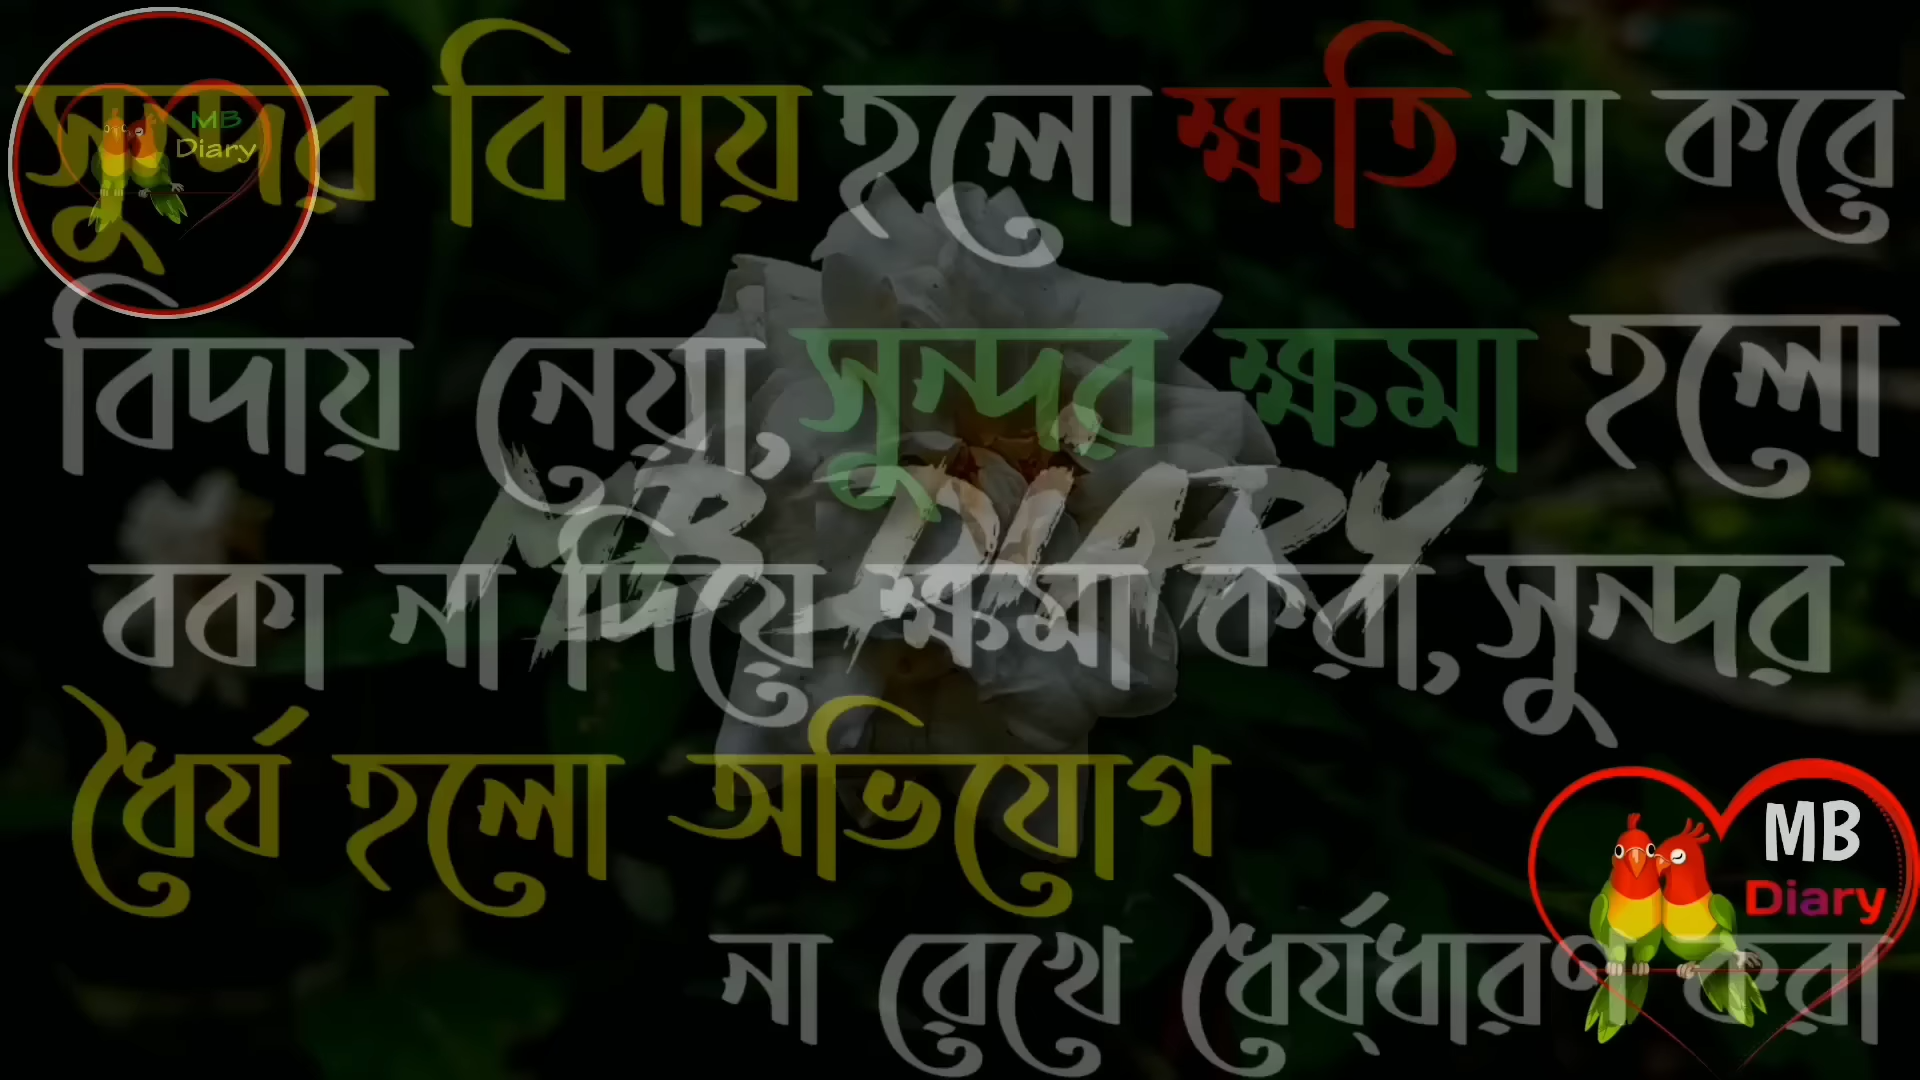 MB
Diary
সুন্দর বিদায় হলো ক্ষতি না করে
বিদায় নেয়া, সুন্দর ক্ষমা হলো
MB DIARY
বকা না দিয়ে ক্ষমা করা, সুন্দর
ধৈর্য হলো অভিযোগ
না রেখে ধৈর্য্ধারণ করা
MB
Diary